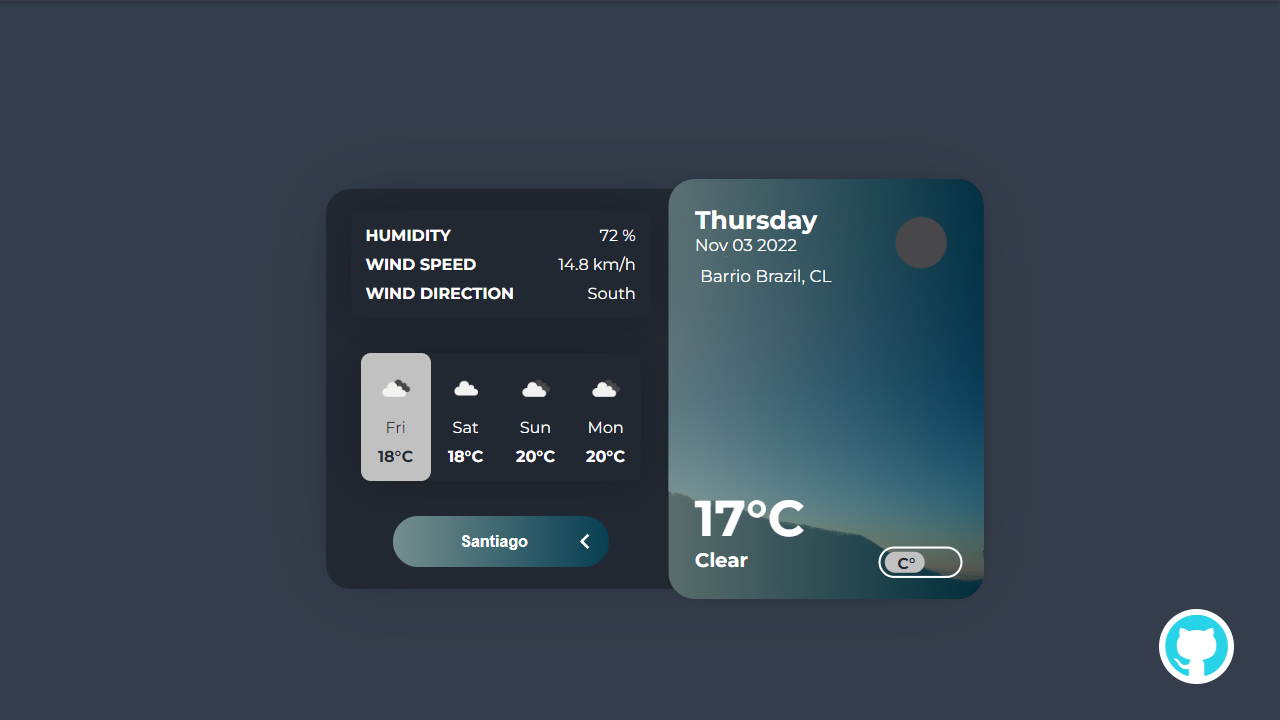 HUMIDITY 72 %
WIND SPEED 14.8 km/h
WIND DIRECTION South
Fri Sat Sun Mon
18°C 18°C 20°C 20°C
Santiago
Thursday
Nov 03 2022
Barrio Brazil, CL
17°C
Clear
C°